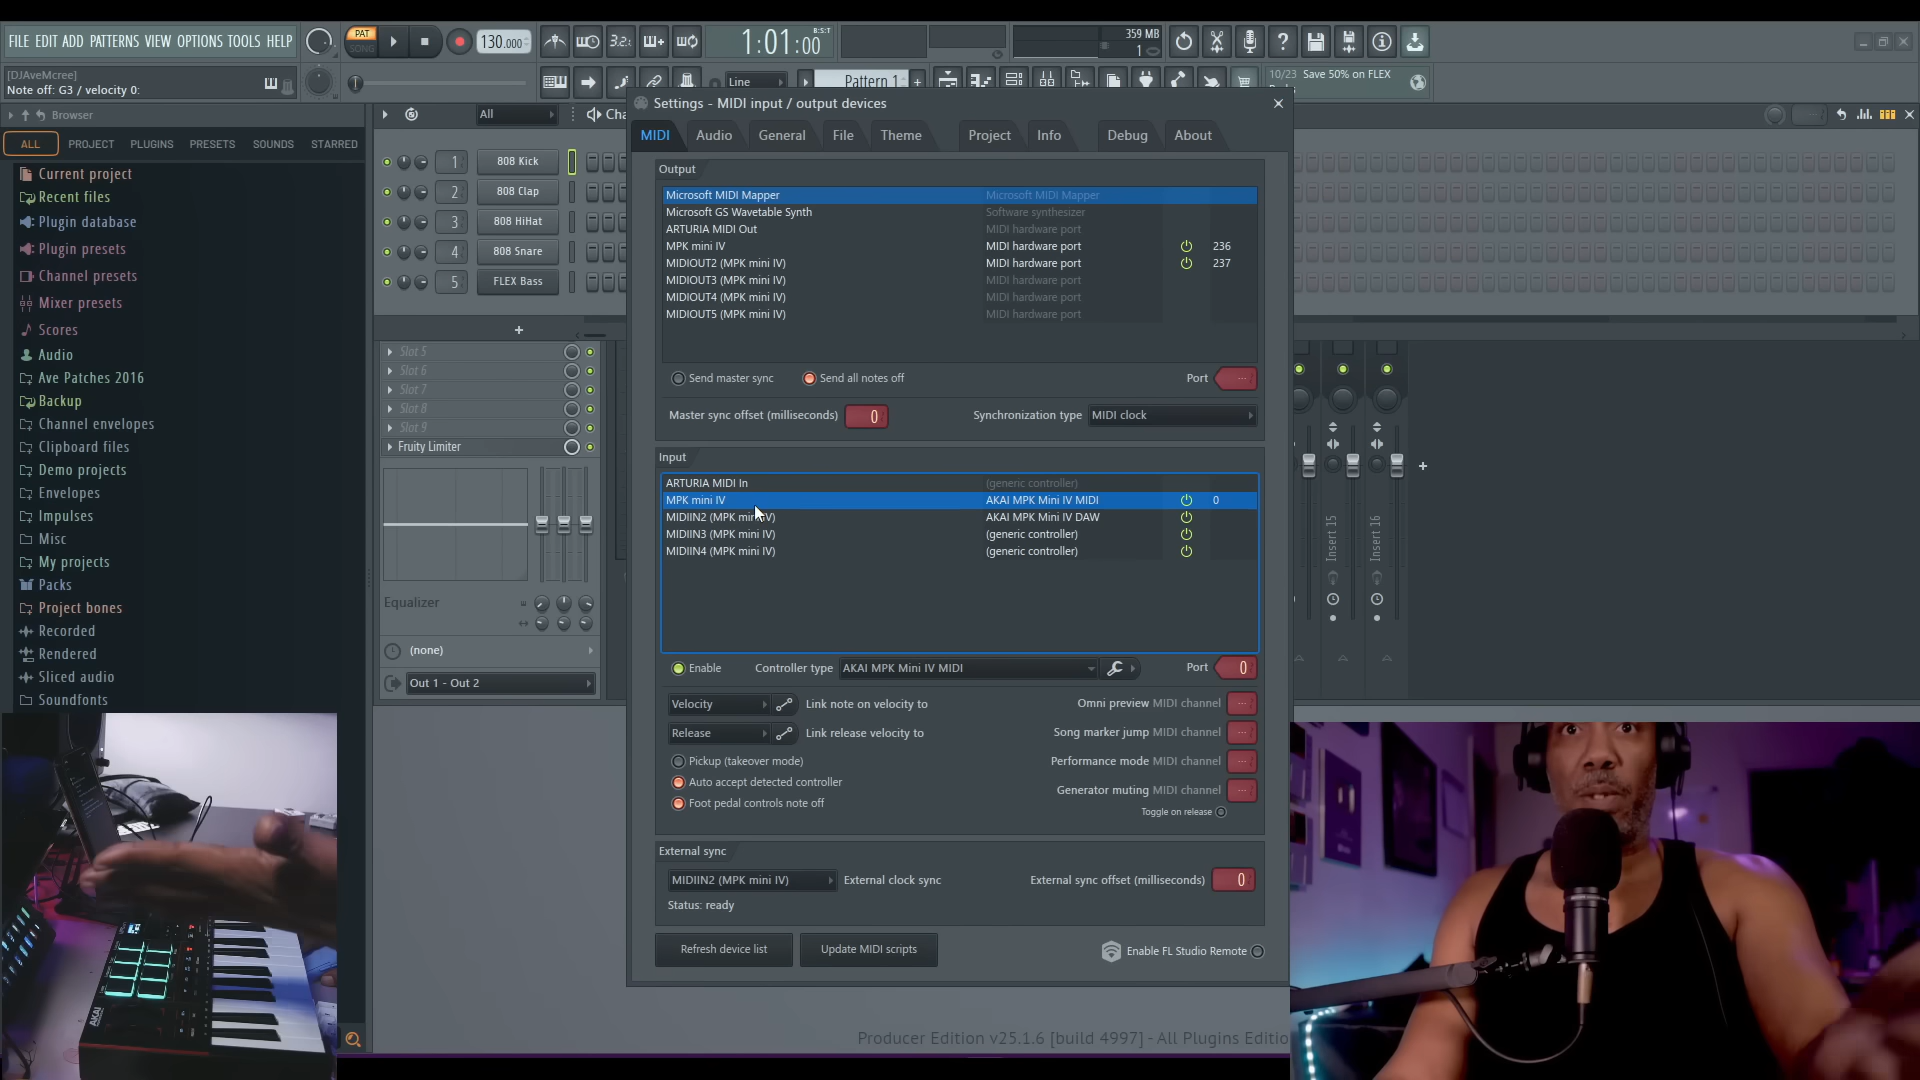 FILE EDIT ADD PATTERNS VIEW OPTIONS TOOLS HELP
PAT
SONG
130.000
3.2.
1:01:00
B:S:T
359 MB
1
[DJAveMcree]
Note off: G3 / velocity 0:
Line
Pattern 1
10/23 Save 50% on FLEX
Browser
All
ALL PROJECT PLUGINS PRESETS SOUNDS STARRED
Current project
Recent files
Plugin database
Plugin presets
Channel presets
Mixer presets
Scores
Audio
Ave Patches 2016
Backup
Channel envelopes
Clipboard files
Demo projects
Envelopes
Impulses
Misc
My projects
Packs
Project bones
Recorded
Rendered
Sliced audio
Soundfonts
1 808 Kick
2 808 Clap
3 808 HiHat
4 808 Snare
5 FLEX Bass
Slot 5
Slot 6
Slot 7
Slot 8
Slot 9
Fruity Limiter
Equalizer
(none)
Out 1 - Out 2
Settings - MIDI input / output devices
MIDI Audio General File Theme Project Info Debug About
Output
Microsoft MIDI Mapper Microsoft MIDI Mapper
Microsoft GS Wavetable Synth Software synthesizer
ARTURIA MIDI Out MIDI hardware port
MPK mini IV MIDI hardware port 236
MIDIOUT2 (MPK mini IV) MIDI hardware port 237
MIDIOUT3 (MPK mini IV) MIDI hardware port
MIDIOUT4 (MPK mini IV) MIDI hardware port
MIDIOUT5 (MPK mini IV) MIDI hardware port
Send master sync Send all notes off Port ---
Master sync offset (milliseconds) 0 Synchronization type MIDI clock
Input
ARTURIA MIDI In (generic controller)
MPK mini IV AKAI MPK Mini IV MIDI 0
MIDIIN2 (MPK mini IV) AKAI MPK Mini IV DAW
MIDIIN3 (MPK mini IV) (generic controller)
MIDIIN4 (MPK mini IV) (generic controller)
Enable Controller type AKAI MPK Mini IV MIDI Port 0
Velocity Link note on velocity to Omni preview MIDI channel ---
Release Link release velocity to Song marker jump MIDI channel ---
Pickup (takeover mode) Performance mode MIDI channel ---
Auto accept detected controller Generator muting MIDI channel ---
Foot pedal controls note off Toggle on release
External sync
MIDIIN2 (MPK mini IV) External clock sync External sync offset (milliseconds) 0
Status: ready
Refresh device list Update MIDI scripts Enable FL Studio Remote
Insert 15
Insert 16
Producer Edition v25.1.6 [build 4997] - All Plugins Editio
AKAI